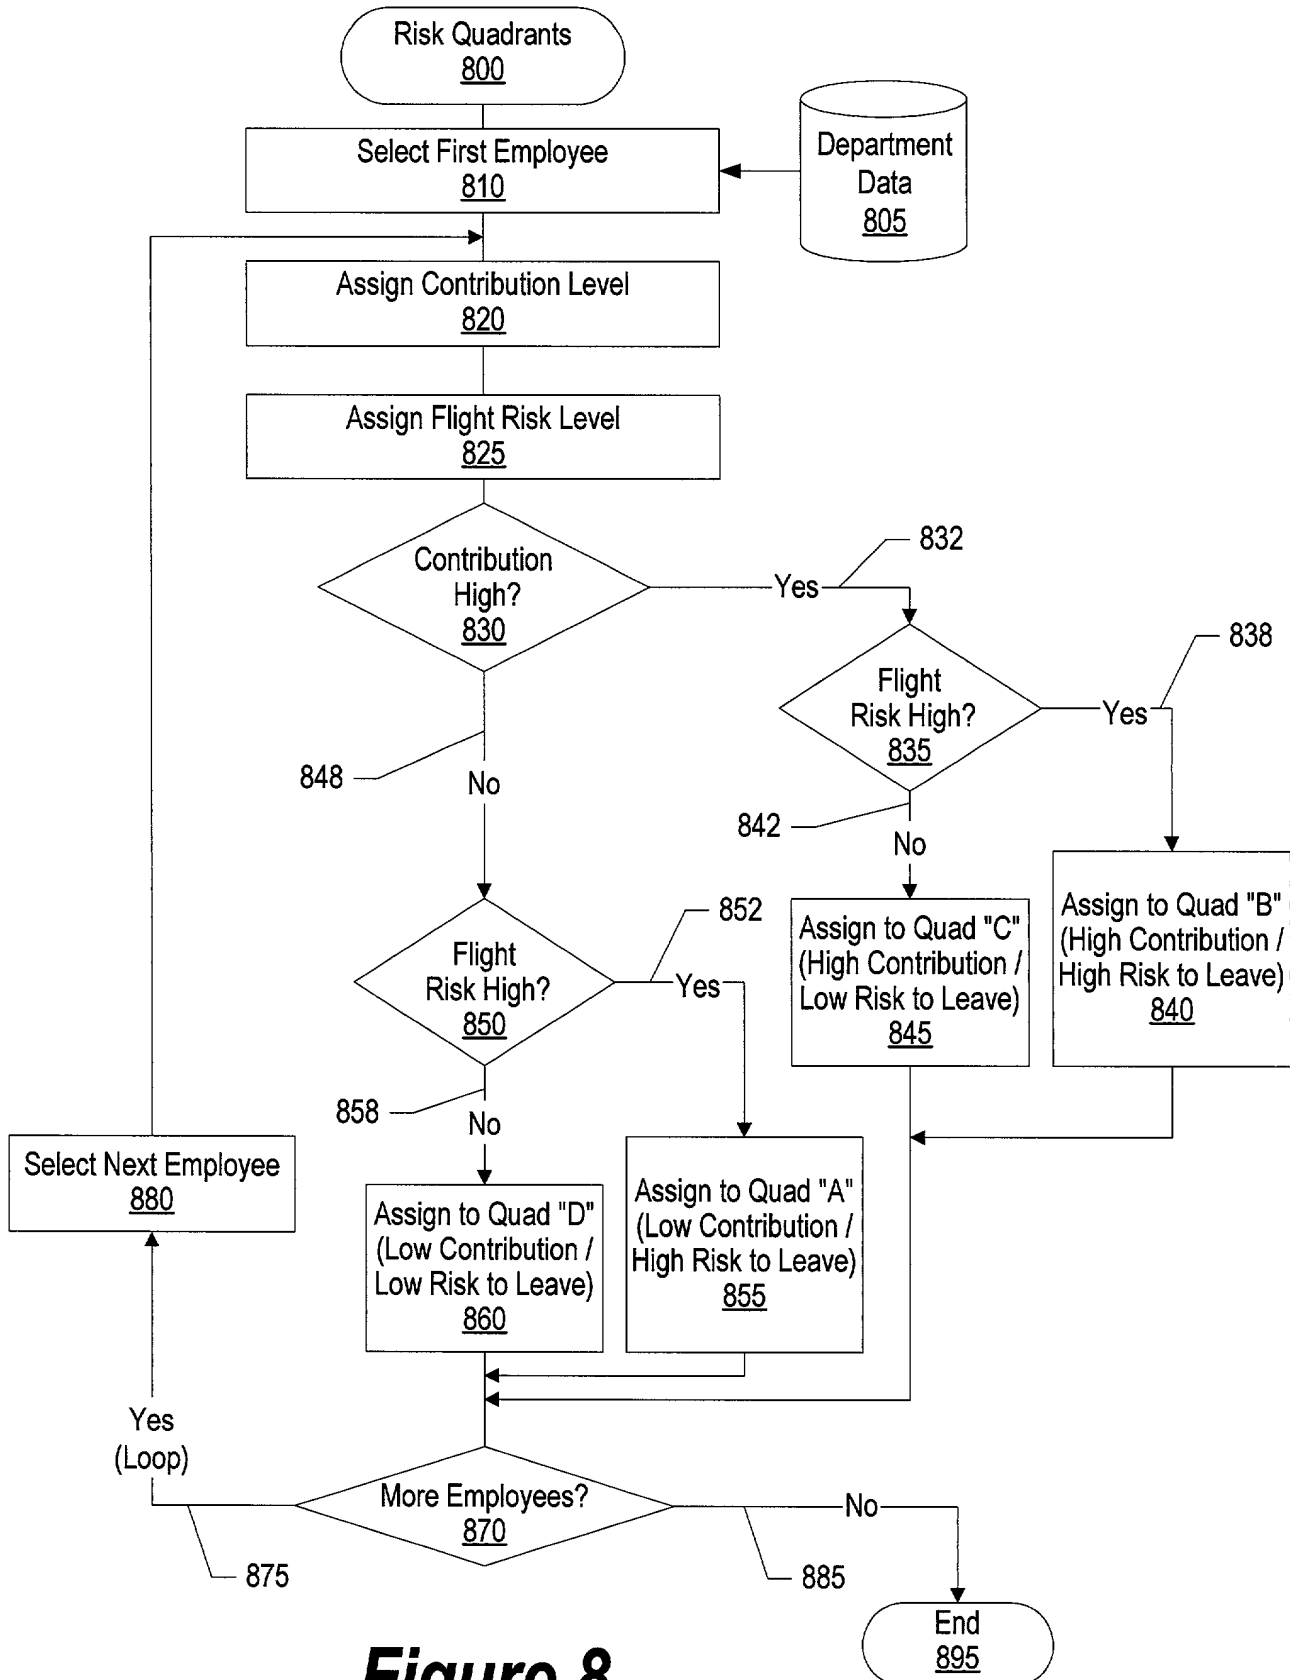 Risk Quadrants
800
Select First Employee
810
Department
Data
805
Assign Contribution Level
820
Assign Flight Risk Level
825
Contribution
High?
830
Yes
832
Flight
Risk High?
835
Yes
838
848
No
842
No
Assign to Quad "B"
(High Contribution /
High Risk to Leave)
840
Assign to Quad "C"
(High Contribution /
Low Risk to Leave)
845
Flight
Risk High?
850
852
Yes
858
No
Select Next Employee
880
Assign to Quad "A"
(Low Contribution /
High Risk to Leave)
855
Assign to Quad "D"
(Low Contribution /
Low Risk to Leave)
860
Yes
(Loop)
More Employees?
870
No
875
885
End
895
Figure 8